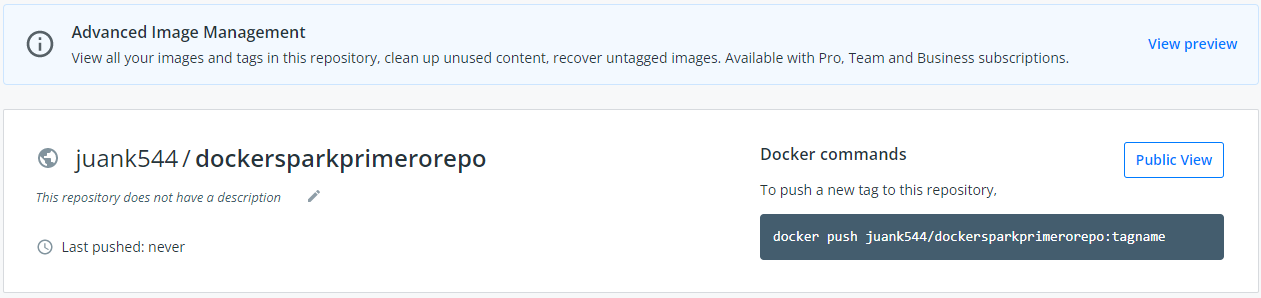 Advanced Image Management
View all your images and tags in this repository, clean up unused content, recover untagged images. Available with Pro, Team and Business subscriptions.
View preview
juank544 / dockersparkprimerorepo
This repository does not have a description
Last pushed: never
Docker commands
Public View
To push a new tag to this repository,
docker push juank544/dockersparkprimerorepo:tagname